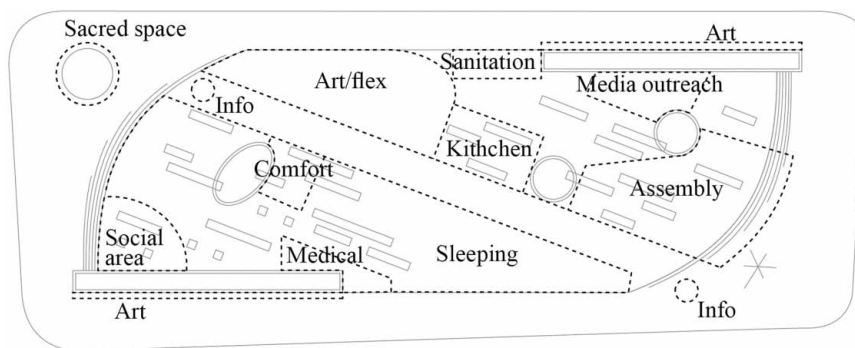 Sacred space
Art
Sanitation
Art/flex
Media outreach
Info
Kithchen
Comfort
Assembly
Social
area
Medical
Sleeping
Art
Info